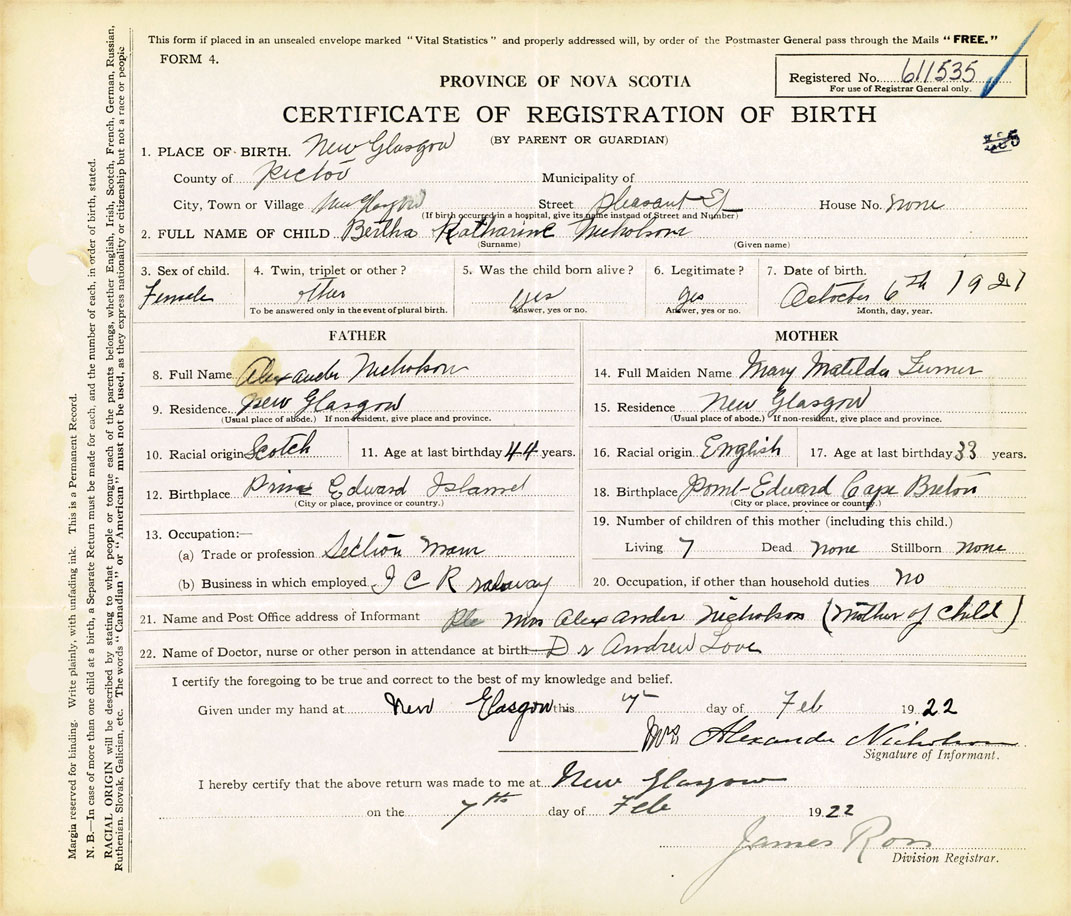 This form if placed in an unsealed envelope marked "Vital Statistics" and properly addressed will, by order of the Postmaster General pass through the Mails "FREE."
FORM 4.
Registered No. 611535
For use of Registrar General only.
PROVINCE OF NOVA SCOTIA
CERTIFICATE OF REGISTRATION OF BIRTH
(BY PARENT OR GUARDIAN)
1. PLACE OF BIRTH. New Glasgow
County of Pictou Municipality of
City, Town or Village New Glasgow Street Pleasant St House No. none
(If birth occurred in a hospital, give its name instead of Street and Number)
2. FULL NAME OF CHILD Bertha Katharine Nicholson
(Surname) (Given name)
3. Sex of child. 4. Twin, triplet or other? 5. Was the child born alive? 6. Legitimate? 7. Date of birth.
Female other yes yes Octocber 6th 1921
To be answered only in the event of plural birth. Answer, yes or no. Answer, yes or no. Month, day, year.
FATHER MOTHER
8. Full Name Alexander Nicholson 14. Full Maiden Name Mary Matilda Turner
9. Residence New Glasgow 15. Residence New Glasgow
(Usual place of abode.) If non-resident, give place and province. (Usual place of abode.) If non-resident, give place and province.
10. Racial origin Scotch 11. Age at last birthday 44 years. 16. Racial origin English 17. Age at last birthday 33 years.
12. Birthplace Prince Edward Island 18. Birthplace Point-Edward Cape Breton
(City or place, province or country.) (City or place, province or country.)
13. Occupation:— 19. Number of children of this mother (including this child.)
(a) Trade or profession Section man Living 7 Dead none Stillborn none
(b) Business in which employed I C R railway 20. Occupation, if other than household duties no
21. Name and Post Office address of Informant Mrs Alexander Nicholson (Mother of Child)
22. Name of Doctor, nurse or other person in attendance at birth Dr Andrew Love
I certify the foregoing to be true and correct to the best of my knowledge and belief.
Given under my hand at New Glasgow this 7th day of Feb 1922
Mrs Alexander Nicholson
Signature of Informant.
I hereby certify that the above return was made to me at New Glasgow
on the 7th day of Feb 1922
James Ross
Division Registrar.
Margin reserved for binding. Write plainly, with unfading ink. This is a Permanent Record.
N. B.—In case of more than one child at a birth, a Separate Return must be made for each, and the number of each, in order of birth, stated.
RACIAL ORIGIN will be described by stating to what people or tongue each of the parents belongs, whether English, Irish, Scotch, French, German, Russian,
Ruthenian, Slovak, Galician, etc. The words "Canadian" or "American" must not be used, as they express nationality or citizenship but not a race or people